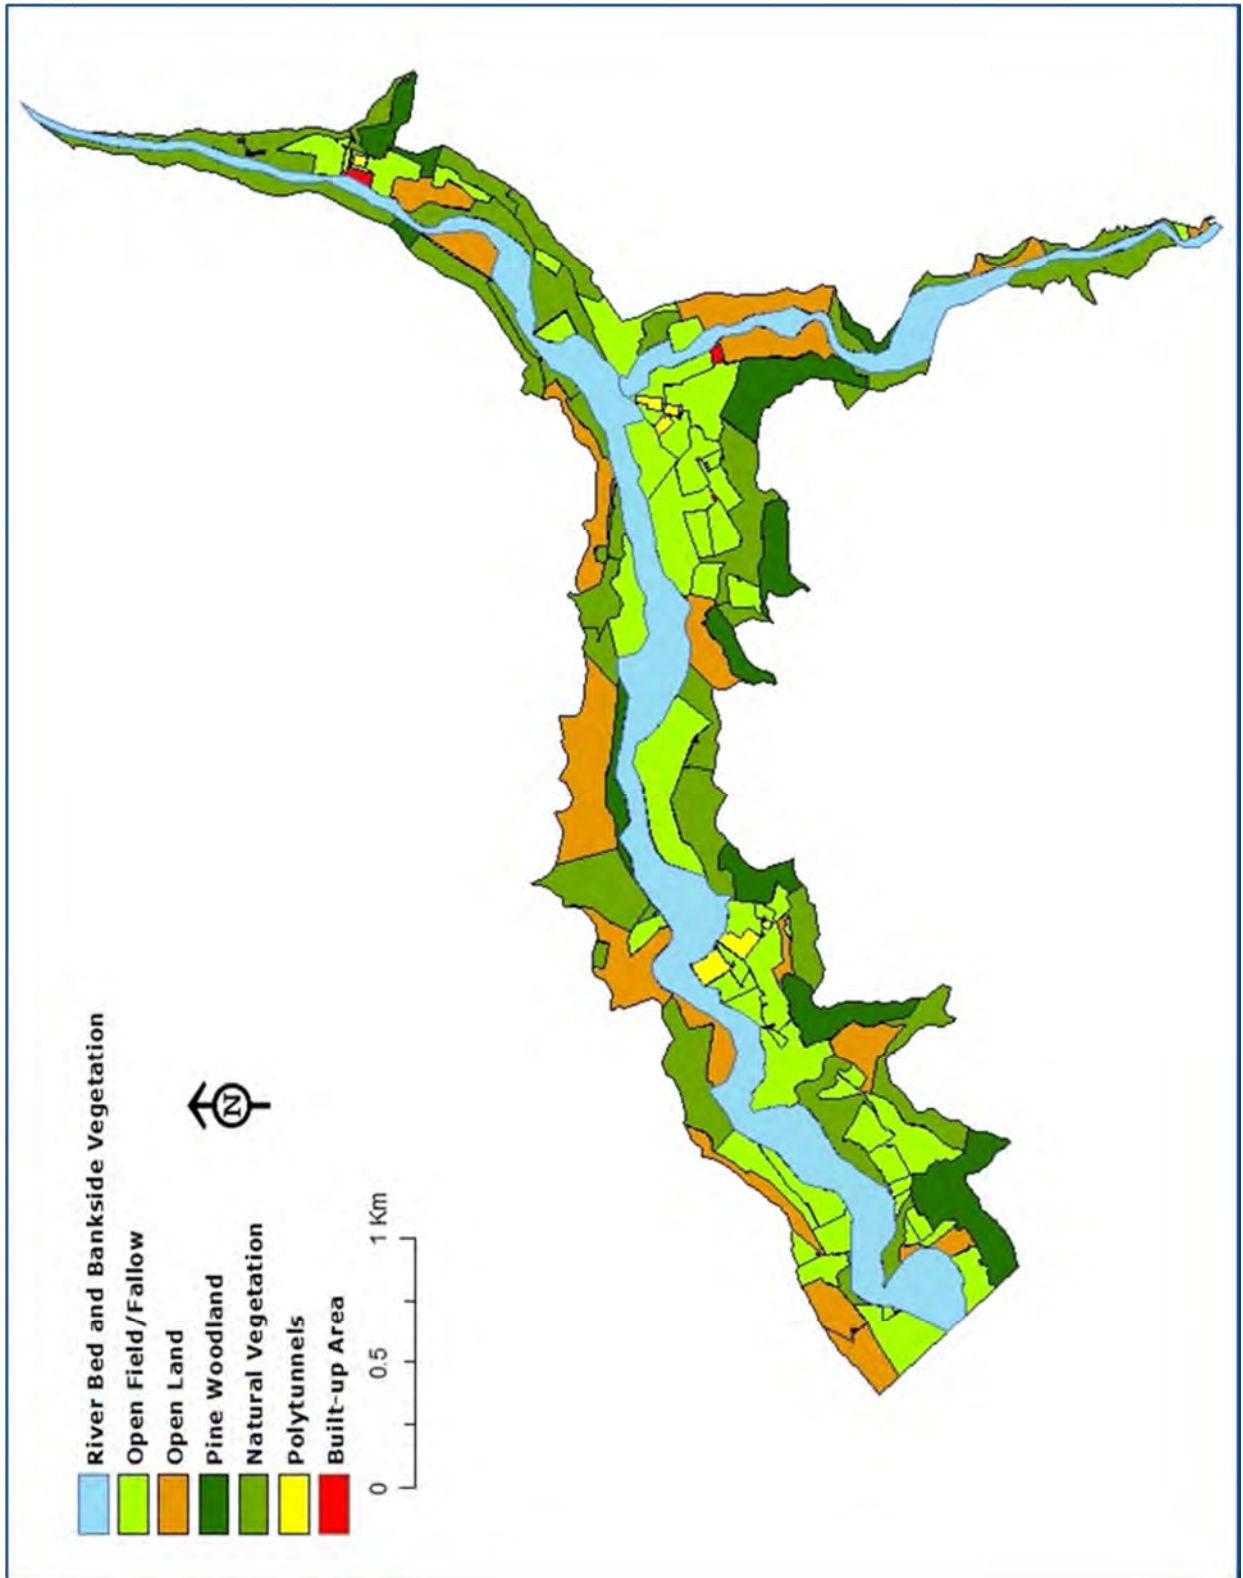 River Bed and Bankside Vegetation
Open Field/Fallow
Open Land
Pine Woodland
Natural Vegetation
Polytunnels
Built-up Area
N
0 0.5 1 Km